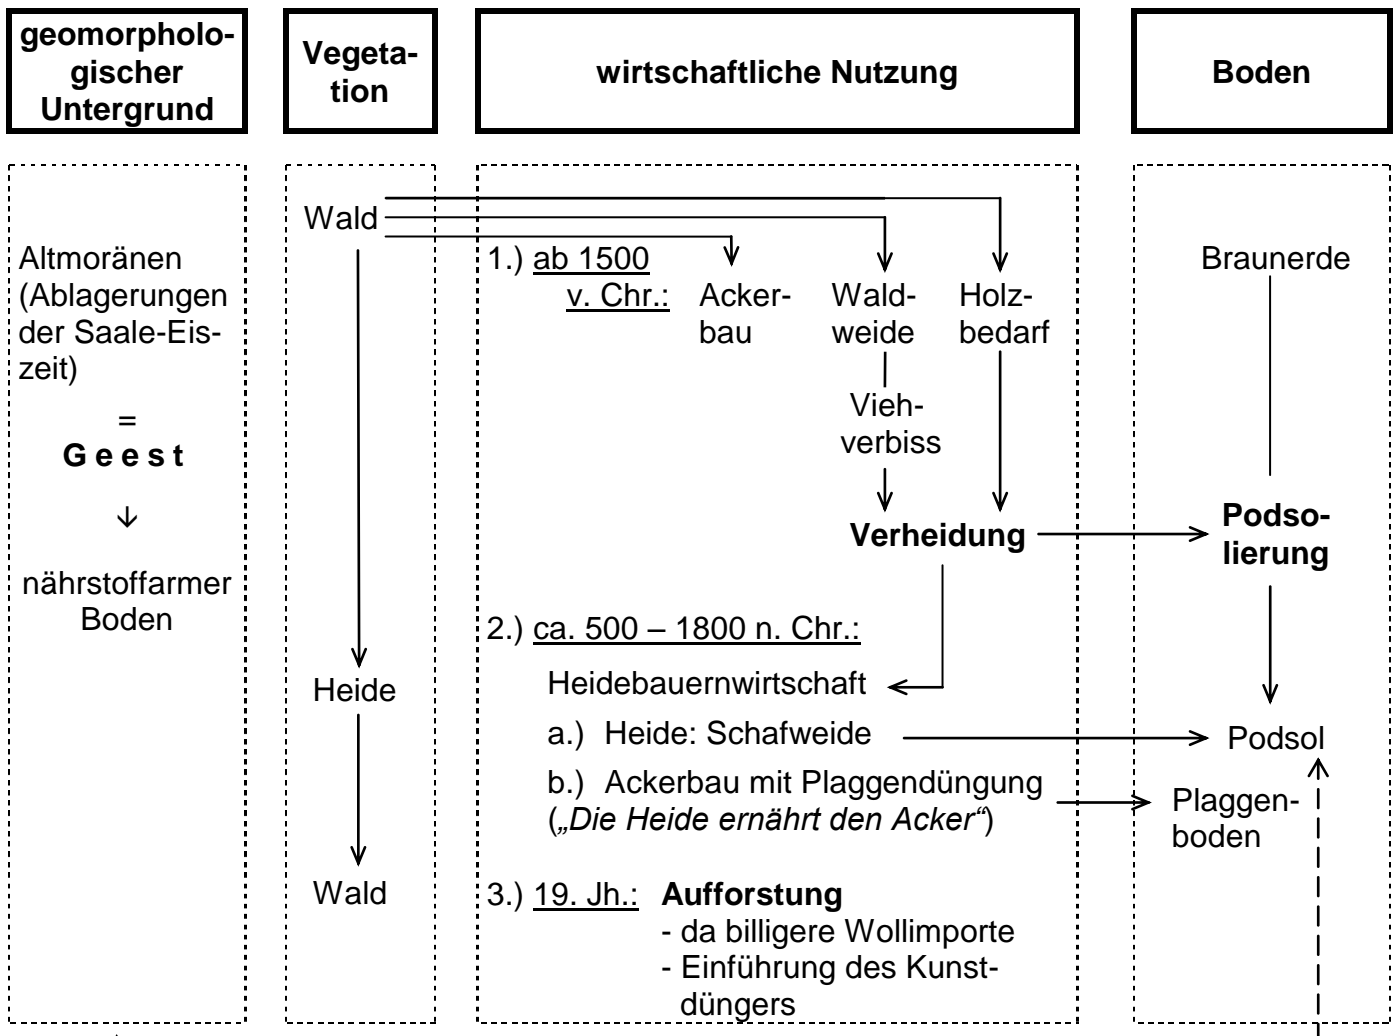 geomorpholo-
gischer
Untergrund
Vegeta-
tion
wirtschaftliche Nutzung
Boden
Altmoränen
(Ablagerungen
der Saale-Eis-
zeit)
=
Geest
nährstoffarmer
Boden
Wald
Heide
Wald
1.) ab 1500
v. Chr.:
Acker-
bau
Wald-
weide
Holz-
bedarf
Vieh-
verbiss
Verheidung
2.) ca. 500 – 1800 n. Chr.:
Heidebauernwirtschaft
a.) Heide: Schafweide
b.) Ackerbau mit Plaggendüngung
(„Die Heide ernährt den Acker“)
3.) 19. Jh.: Aufforstung
- da billigere Wollimporte
- Einführung des Kunst-
düngers
Braunerde
Podso-
lierung
Podsol
Plaggen-
boden